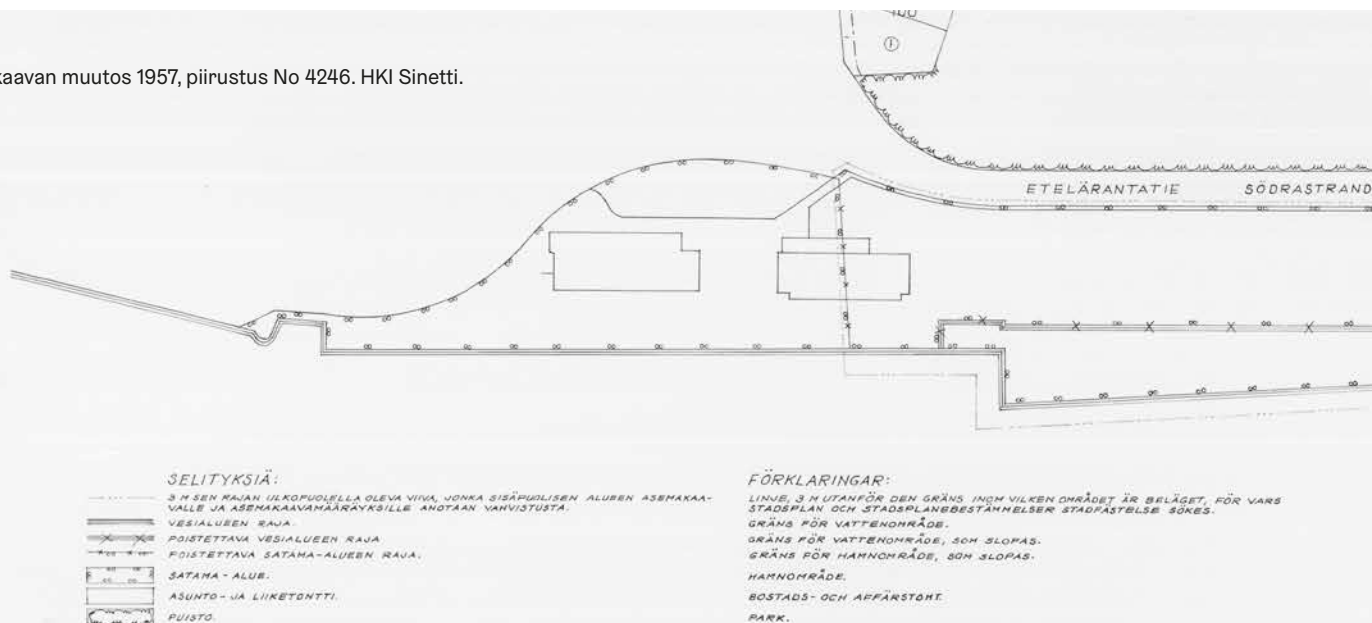 kaavan muutos 1957, piirustus No 4246. HKI Sinetti.
100
1
ETELÄRANTATIE SÖDRASTRAND
SELITYKSIÄ:
3 M SEN RAJAN ULKOPUOLELLA OLEVA VIIVA, JONKA SISÄPUOLISEN ALUEEN ASEMAKAA-
VALLE JA ASEMAKAAVAMÄÄRÄYKSILLE ANOTAAN VAHVISTUSTA.
VESIALUEEN RAJA.
POISTETTAVA VESIALUEEN RAJA
POISTETTAVA SATAMA-ALUEEN RAJA.
SATAMA-ALUE.
ASUNTO- JA LIIKETONTTI.
PUISTO.
FÖRKLARINGAR:
LINJE, 3 M UTANFÖR DEN GRÄNS INOM VILKEN OMRÅDET ÄR BELÄGET, FÖR VARS
STADSPLAN OCH STADSPLANEBESTÄMMELSER STADFÄSTELSE SÖKES.
GRÄNS FÖR VATTENOMRÅDE.
GRÄNS FÖR VATTENOMRÅDE, SOM SLOPAS.
GRÄNS FÖR HAMNOMRÅDE, SOM SLOPAS.
HAMNOMRÅDE.
BOSTADS- OCH AFFÄRSTOMT.
PARK.